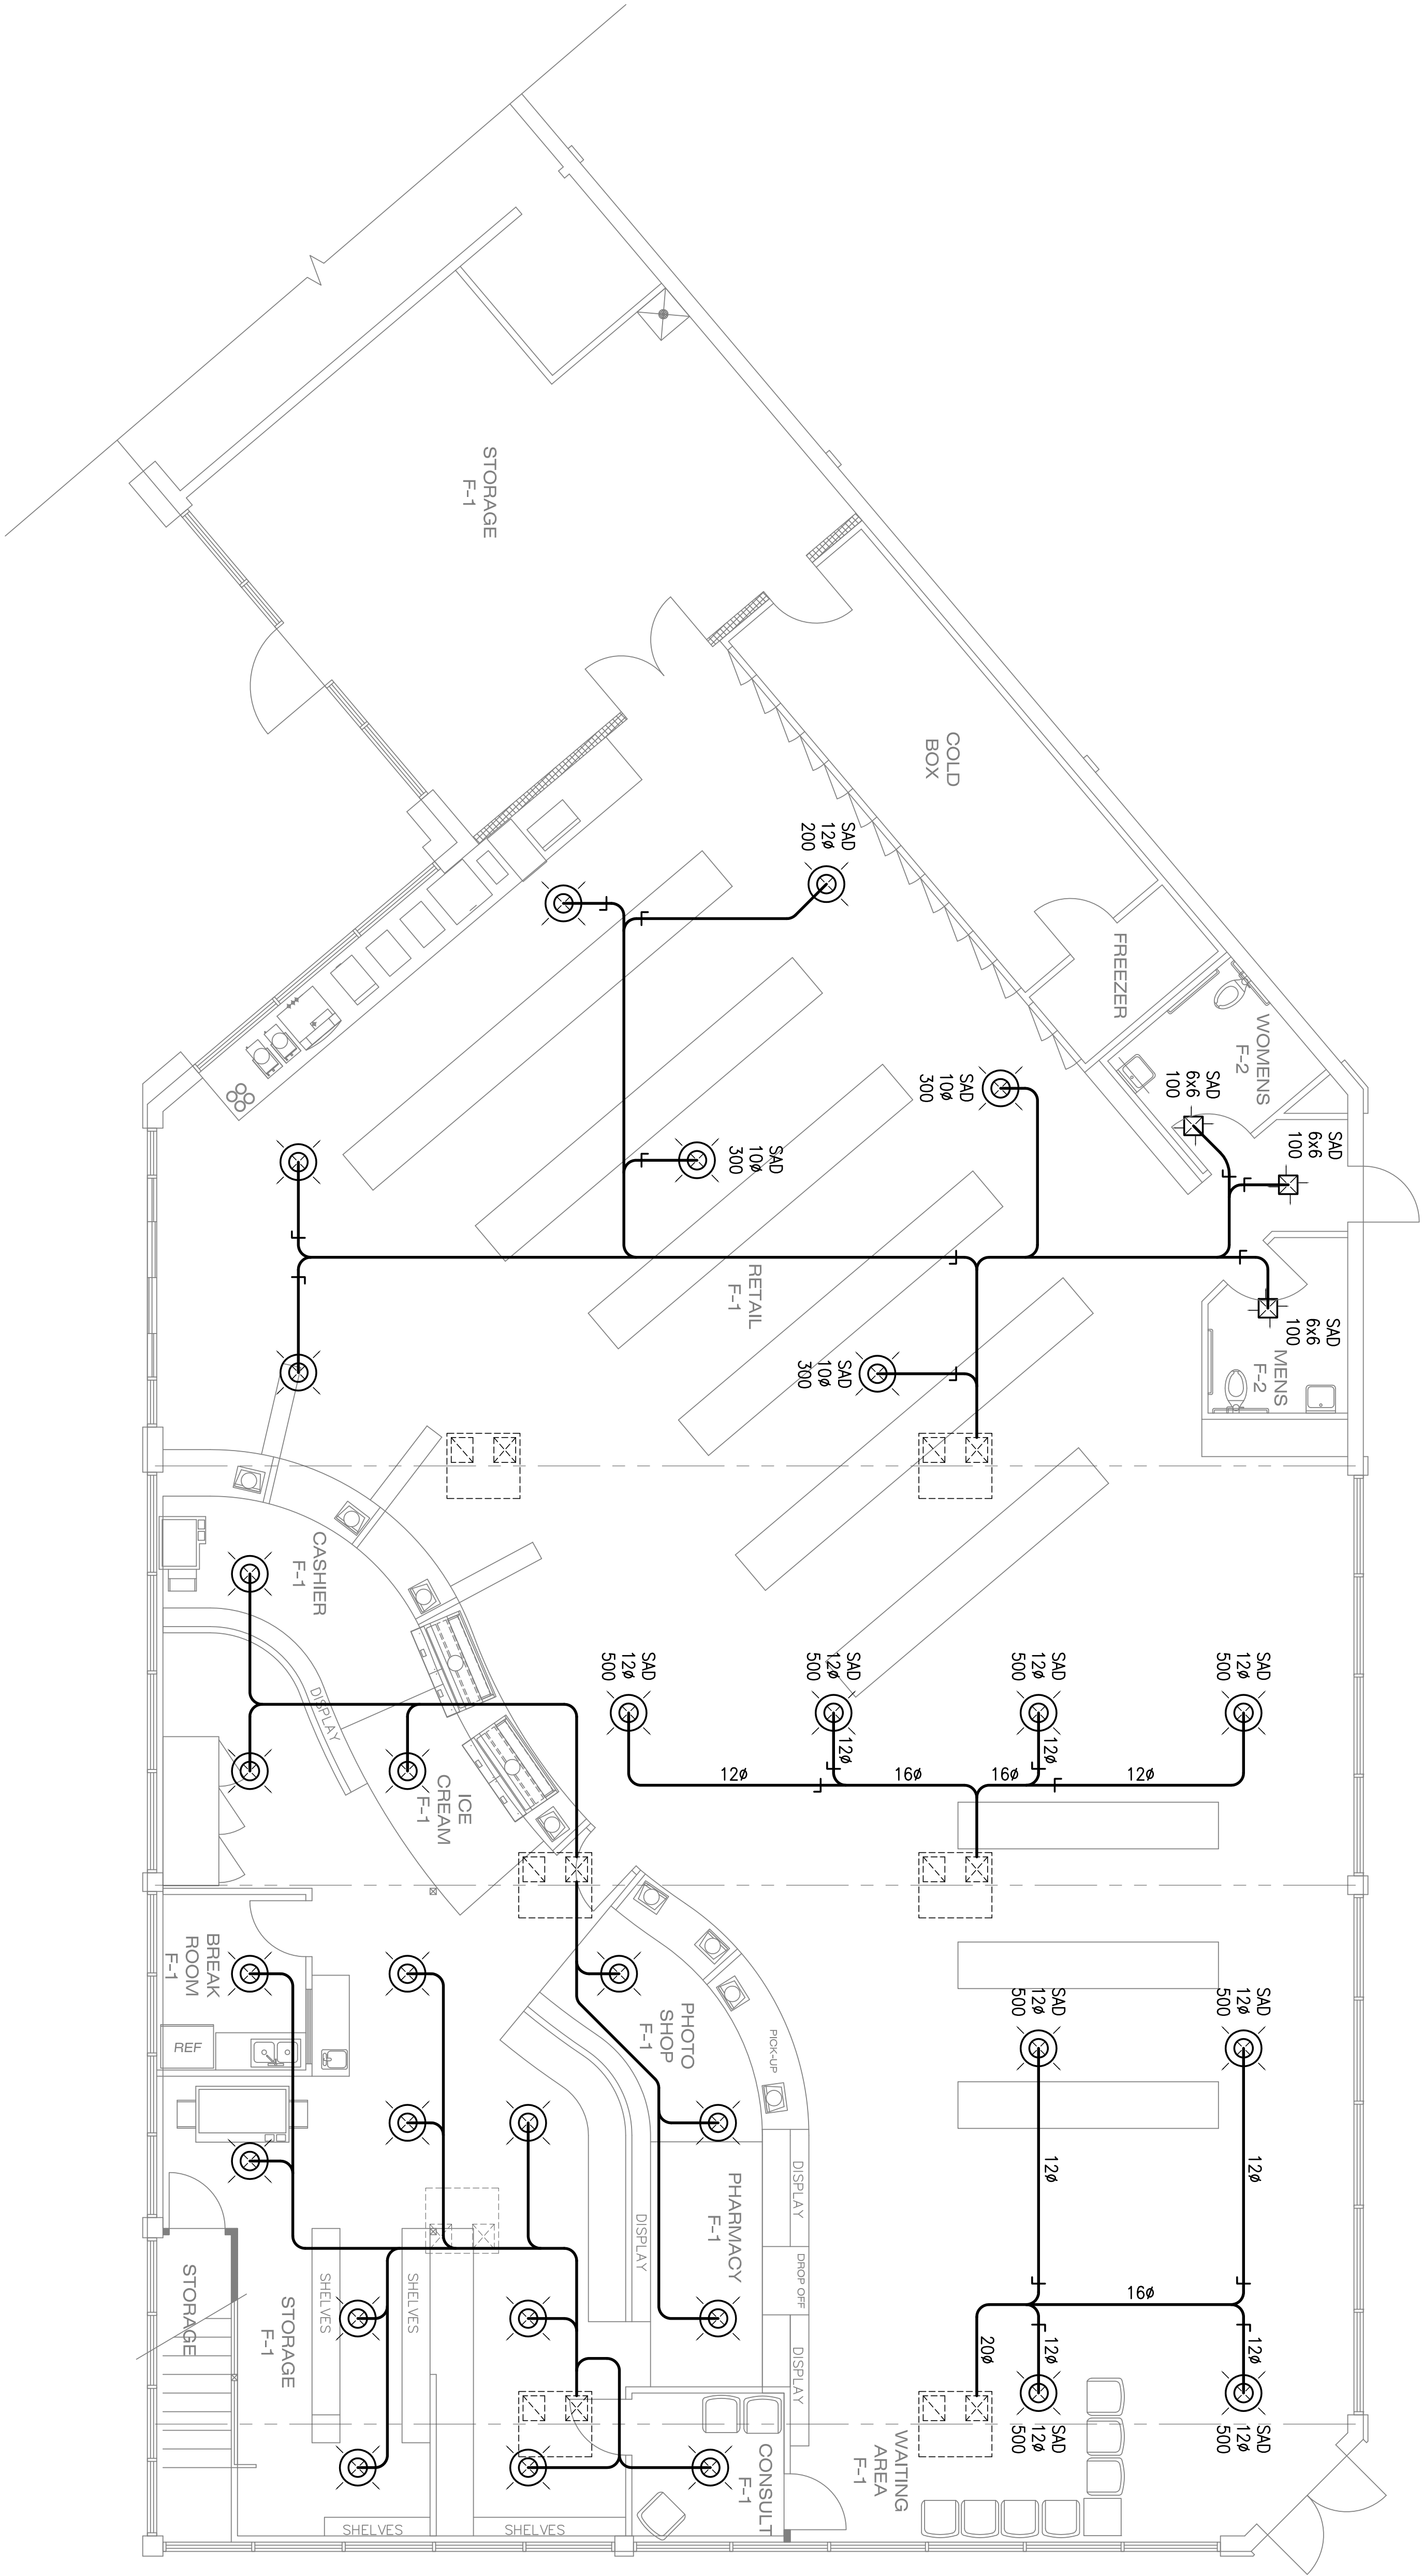 STORAGE
F-1
COLD
BOX
SAD
12ø
200
FREEZER
WOMENS
F-2
SAD
6x6
100
SAD
6x6
100
SAD
10ø
300
SAD
10ø
300
RETAIL
F-1
SAD
6x6
100
MENS
F-2
SAD
10ø
300
CASHIER
F-1
SAD
12ø
500
SAD
12ø
500
SAD
12ø
500
SAD
12ø
500
DISPLAY
12ø
12ø
12ø
16ø
16ø
12ø
ICE
CREAM
F-1
BREAK
ROOM
F-1
REF
PHOTO
SHOP
F-1
PICK-UP
SAD
12ø
500
SAD
12ø
500
12ø
12ø
DISPLAY
PHARMACY
F-1
DISPLAY
DROP OFF
DISPLAY
16ø
20ø
12ø
12ø
STORAGE
STORAGE
F-1
SHELVES
SHELVES
SAD
12ø
500
SAD
12ø
500
CONSULT
F-1
WAITING
AREA
F-1
SHELVES
SHELVES